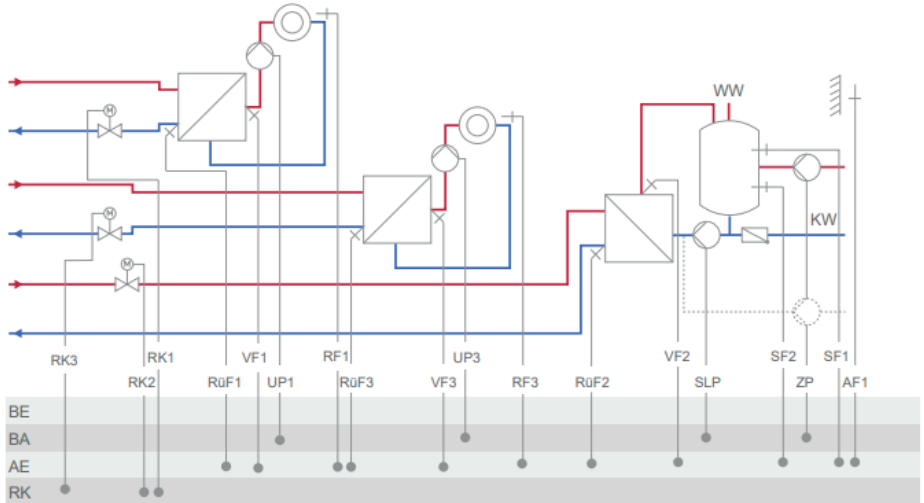 M
WW
M
KW
M
RK3 RK1 VF1 RF1 UP3 VF2 SF2 SF1
RK2 RüF1 UP1 RüF3 VF3 RF3 RüF2 SLP ZP AF1
BE
BA
AE
RK